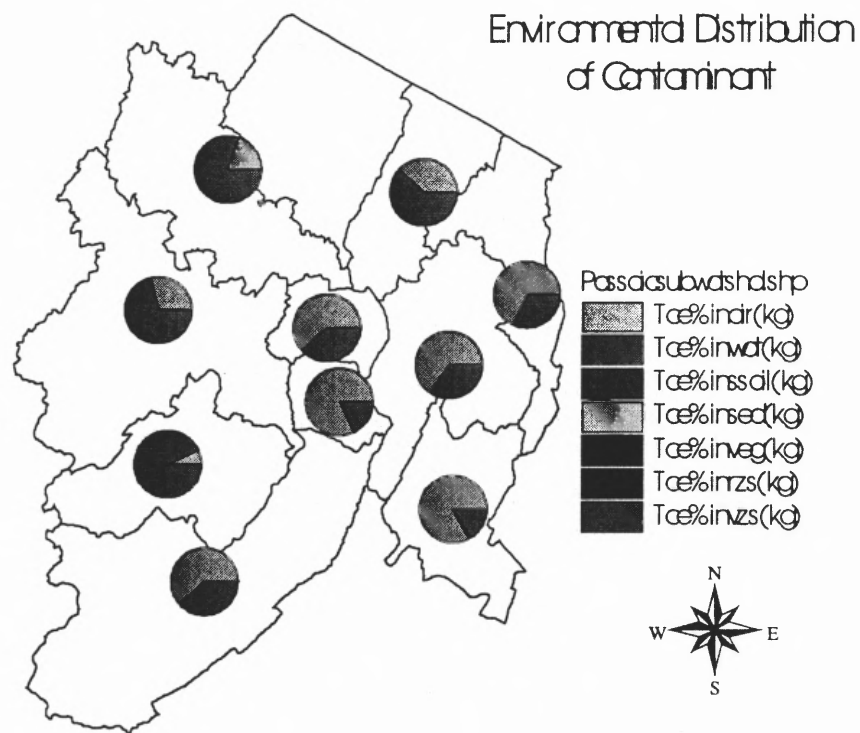 Environmental Distribution
of Contaminant
Passaicsubwatshdshp
Tce%inair(kg)
Tce%inwat(kg)
Tce%inssoil(kg)
Tce%insed(kg)
Tce%inveg(kg)
Tce%inrzs(kg)
Tce%invzs(kg)
N
W E
S